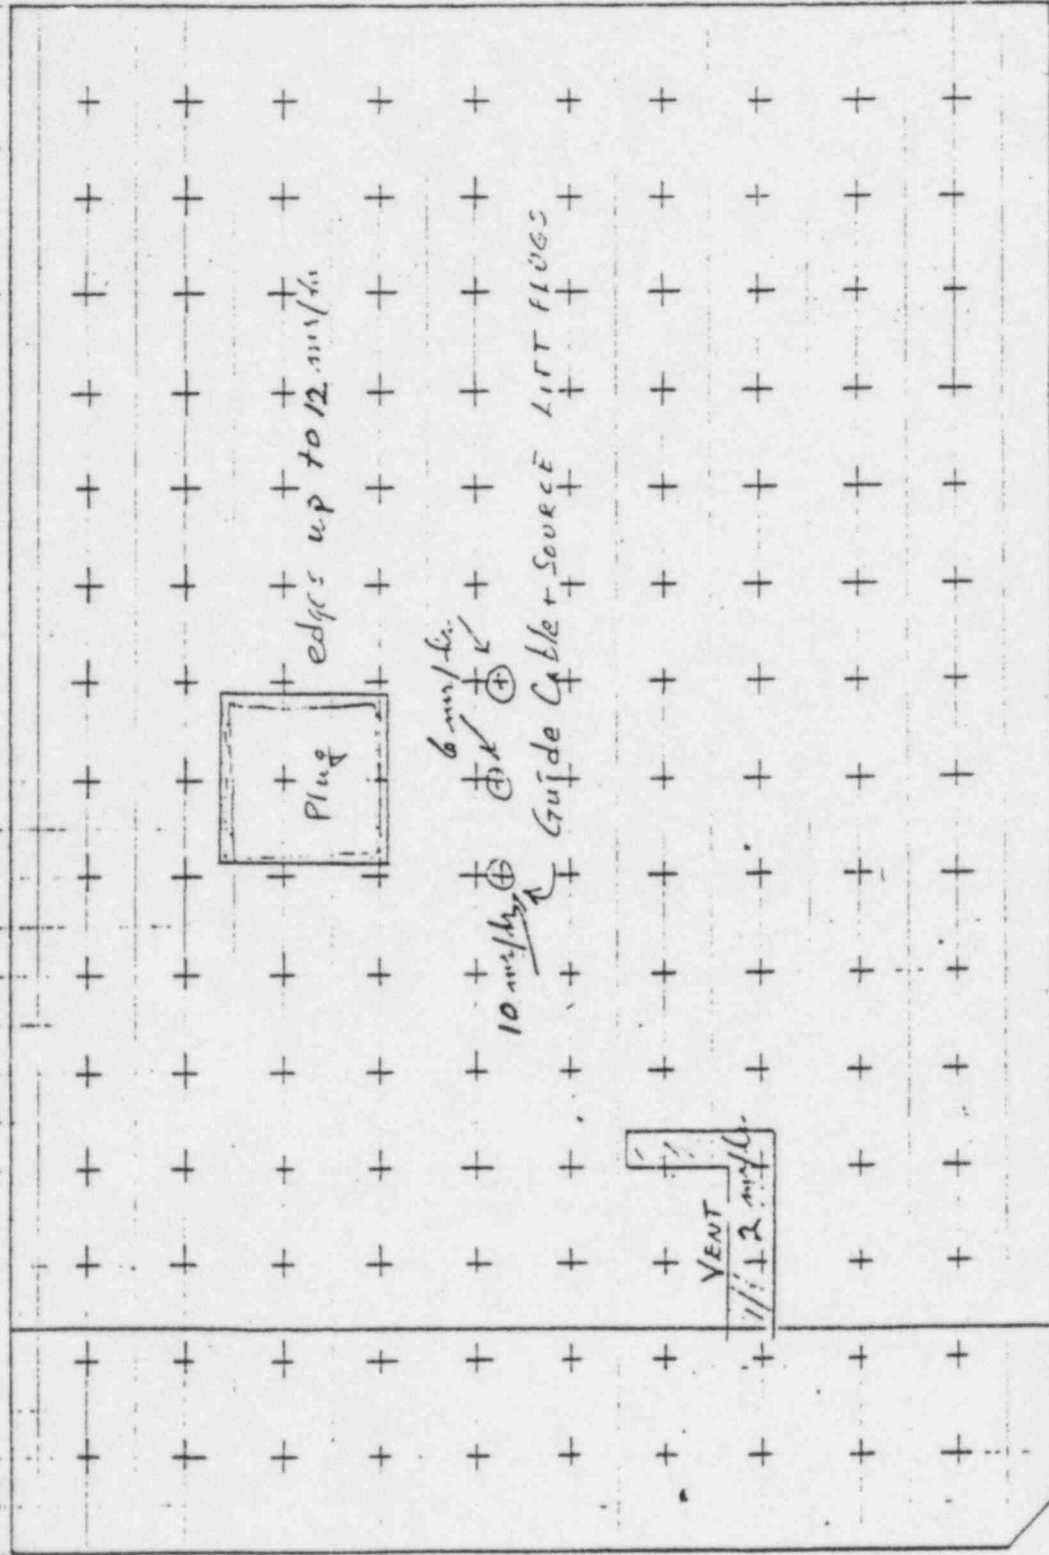 Plug
edges up to 12 mr/hr
6 mr/hr.
10 mr/hr
Guide Cable + SOURCE LIFT PLUGS
VENT
2 mr/hr